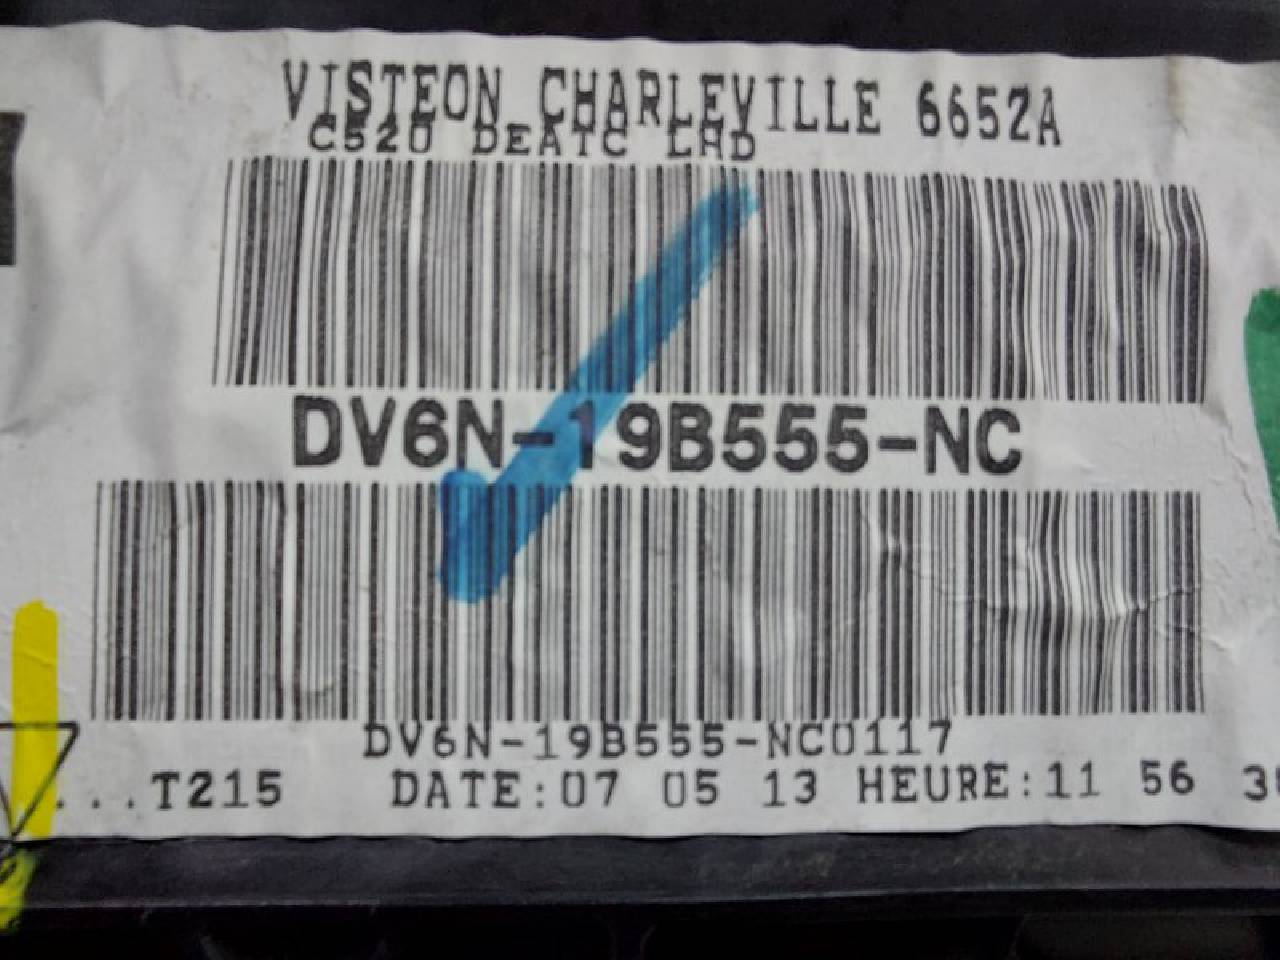 VISTEON CHARLEVILLE 6652A
C520 DEATC LHD
DV6N-19B555-NC
DV6N-19B555-NC0117
...T215 DATE:07 05 13 HEURE:11 56